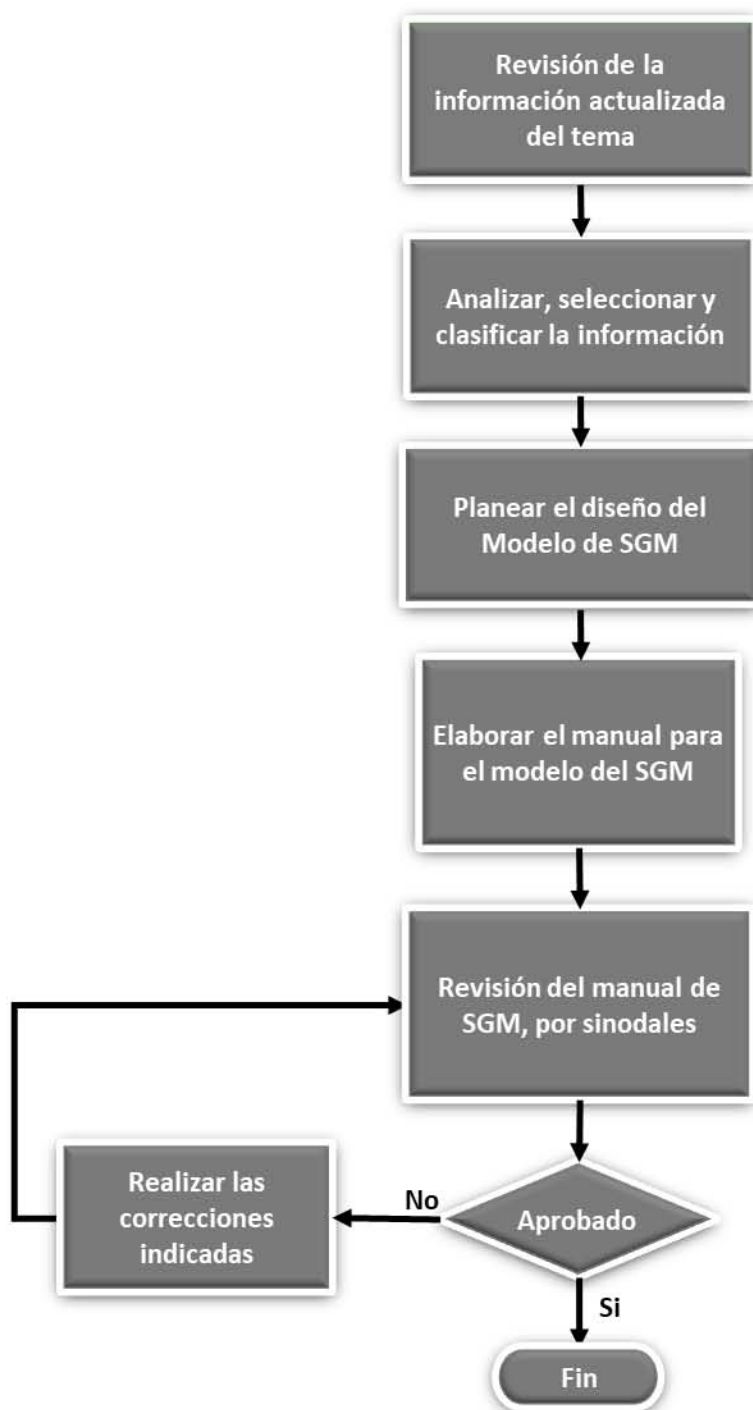 Revisión de la
información actualizada
del tema
Analizar, seleccionar y
clasificar la información
Planear el diseño del
Modelo de SGM
Elaborar el manual para
el modelo del SGM
Revisión del manual de
SGM, por sinodales
Realizar las
correcciones
indicadas
No
Aprobado
Si
Fin